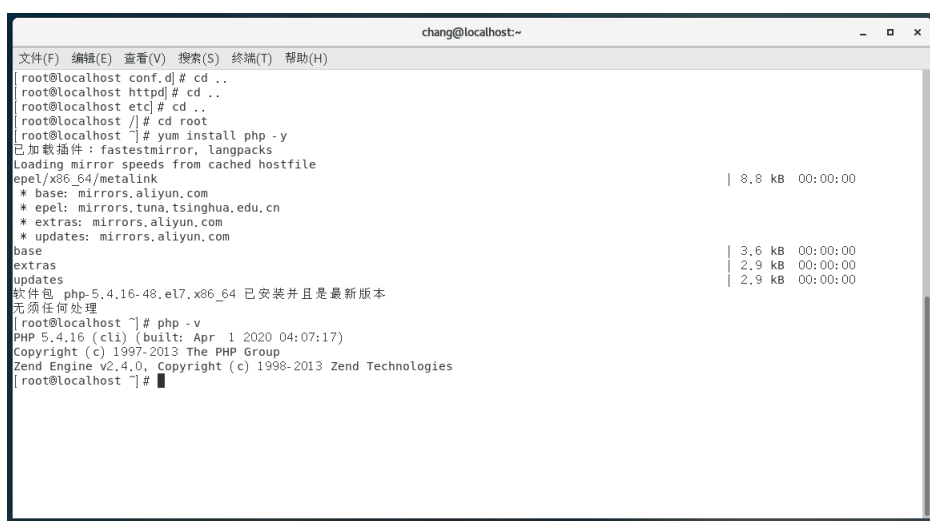 chang@localhost:~
文件(F) 编辑(E) 查看(V) 搜索(S) 终端(T) 帮助(H)
[root@localhost conf.d]# cd ..
[root@localhost httpd]# cd ..
[root@localhost etc]# cd ..
[root@localhost /]# cd root
[root@localhost ~]# yum install php -y
已加载插件：fastestmirror, langpacks
Loading mirror speeds from cached hostfile
epel/x86_64/metalink | 8.8 kB 00:00:00
* base: mirrors.aliyun.com
* epel: mirrors.tuna.tsinghua.edu.cn
* extras: mirrors.aliyun.com
* updates: mirrors.aliyun.com
base | 3.6 kB 00:00:00
extras | 2.9 kB 00:00:00
updates | 2.9 kB 00:00:00
软件包 php-5.4.16-48.el7.x86_64 已安装并且是最新版本
无须任何处理
[root@localhost ~]# php -v
PHP 5.4.16 (cli) (built: Apr 1 2020 04:07:17)
Copyright (c) 1997-2013 The PHP Group
Zend Engine v2.4.0, Copyright (c) 1998-2013 Zend Technologies
[root@localhost ~]#